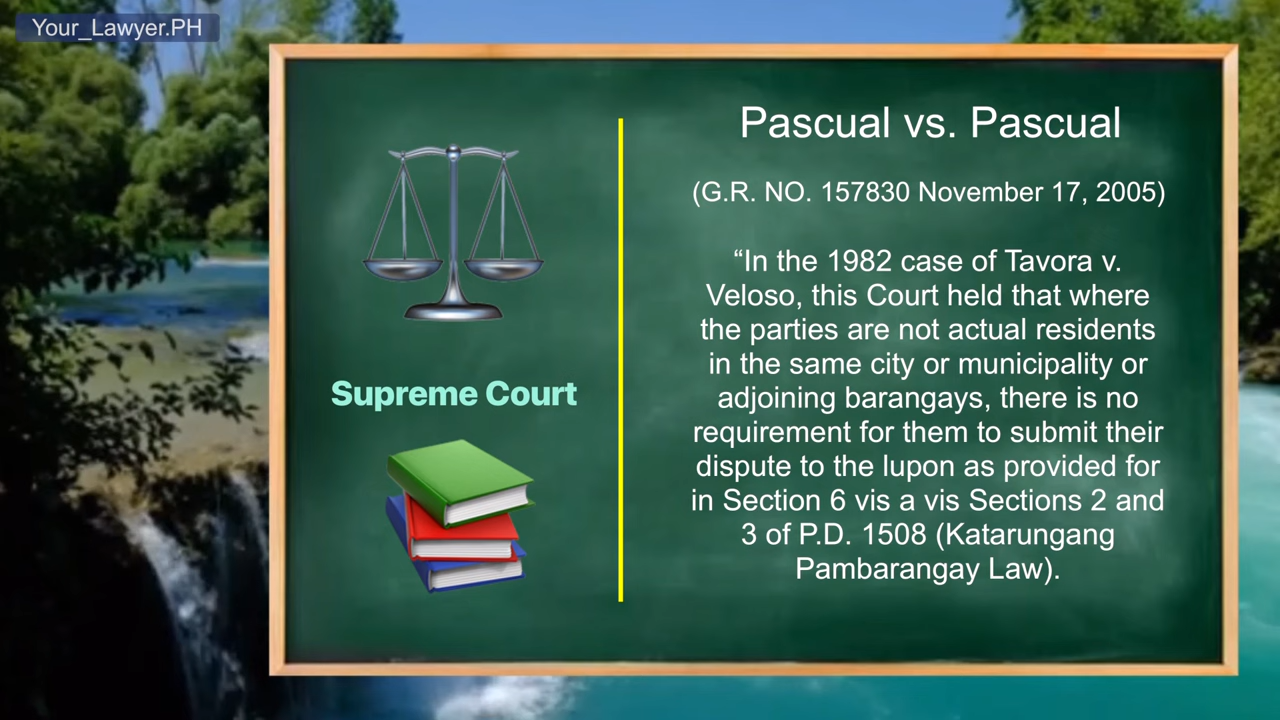 Your_Lawyer.PH
Supreme Court
Pascual vs. Pascual
(G.R. NO. 157830 November 17, 2005)
“In the 1982 case of Tavora v.
Veloso, this Court held that where
the parties are not actual residents
in the same city or municipality or
adjoining barangays, there is no
requirement for them to submit their
dispute to the lupon as provided for
in Section 6 vis a vis Sections 2 and
3 of P.D. 1508 (Katarungang
Pambarangay Law).